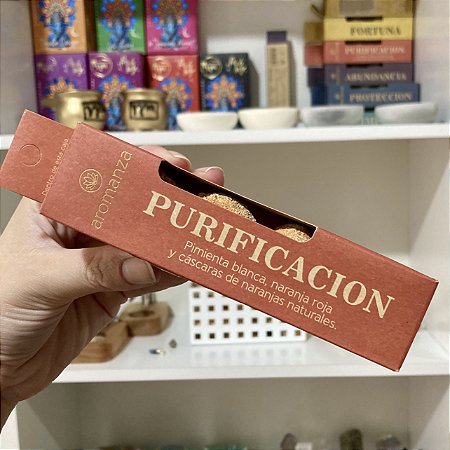 FORTUNA
PURIFICACION
ABUNDANCIA
PROTECCION
aromanza
PURIFICACION
Pimienta blanca, naranja roja
y cáscaras de naranjas naturales.